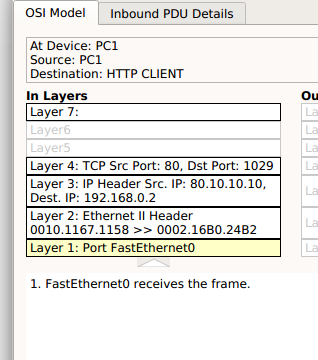 OSI Model
Inbound PDU Details
At Device: PC1
Source: PC1
Destination: HTTP CLIENT
In Layers
Ou
Layer 7:
La
Layer6
La
Layer5
La
Layer 4: TCP Src Port: 80, Dst Port: 1029
La
Layer 3: IP Header Src. IP: 80.10.10.10,
Dest. IP: 192.168.0.2
La
Layer 2: Ethernet II Header
0010.1167.1158 >> 0002.16B0.24B2
La
Layer 1: Port FastEthernet0
La
1. FastEthernet0 receives the frame.